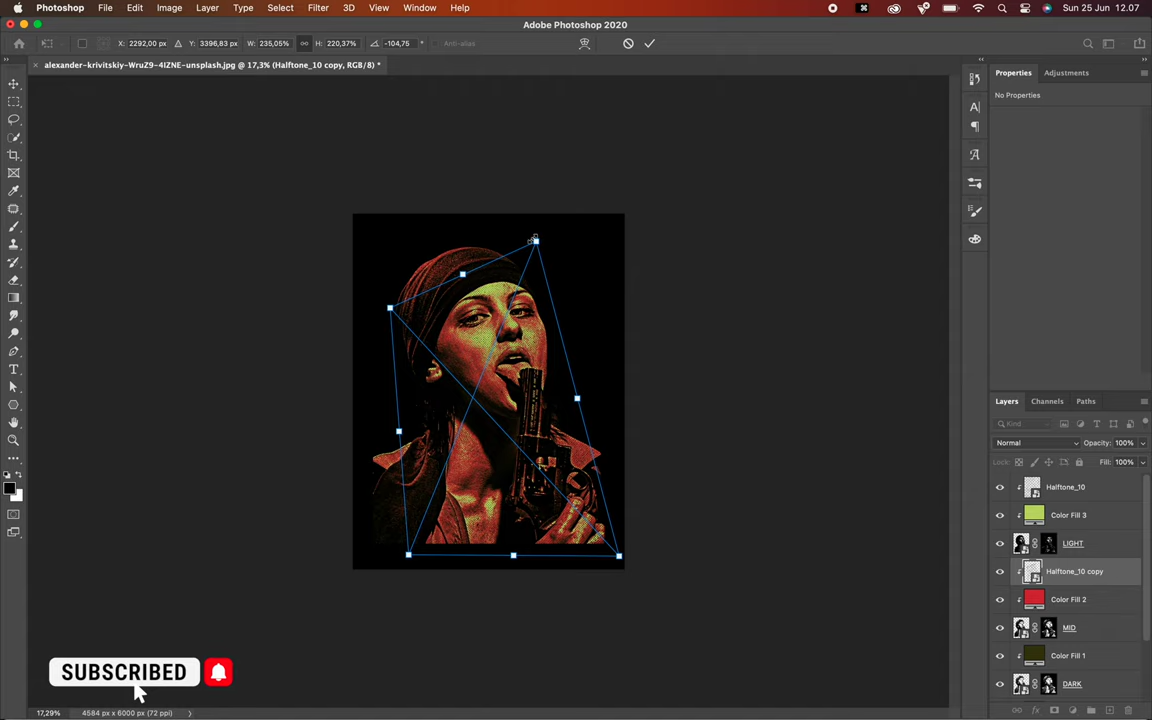 Photoshop File Edit Image Layer Type Select Filter 3D View Window Help Sun 25 Jun 12.07
Adobe Photoshop 2020
X: 2292,00 px Y: 3396,83 px W: 235,05% H: 220,37% -104,75 ° Anti-alias
× alexander-krivitskiy-WruZ9-4IZNE-unsplash.jpg @ 17,3% (Halftone_10 copy, RGB/8) *
Properties Adjustments
No Properties
Layers Channels Paths
Kind
Normal Opacity: 100%
Lock: Fill: 100%
Halftone_10
Color Fill 3
LIGHT
Halftone_10 copy
Color Fill 2
MID
Color Fill 1
DARK
SUBSCRIBED
17,29% 4584 px x 6000 px (72 ppi)